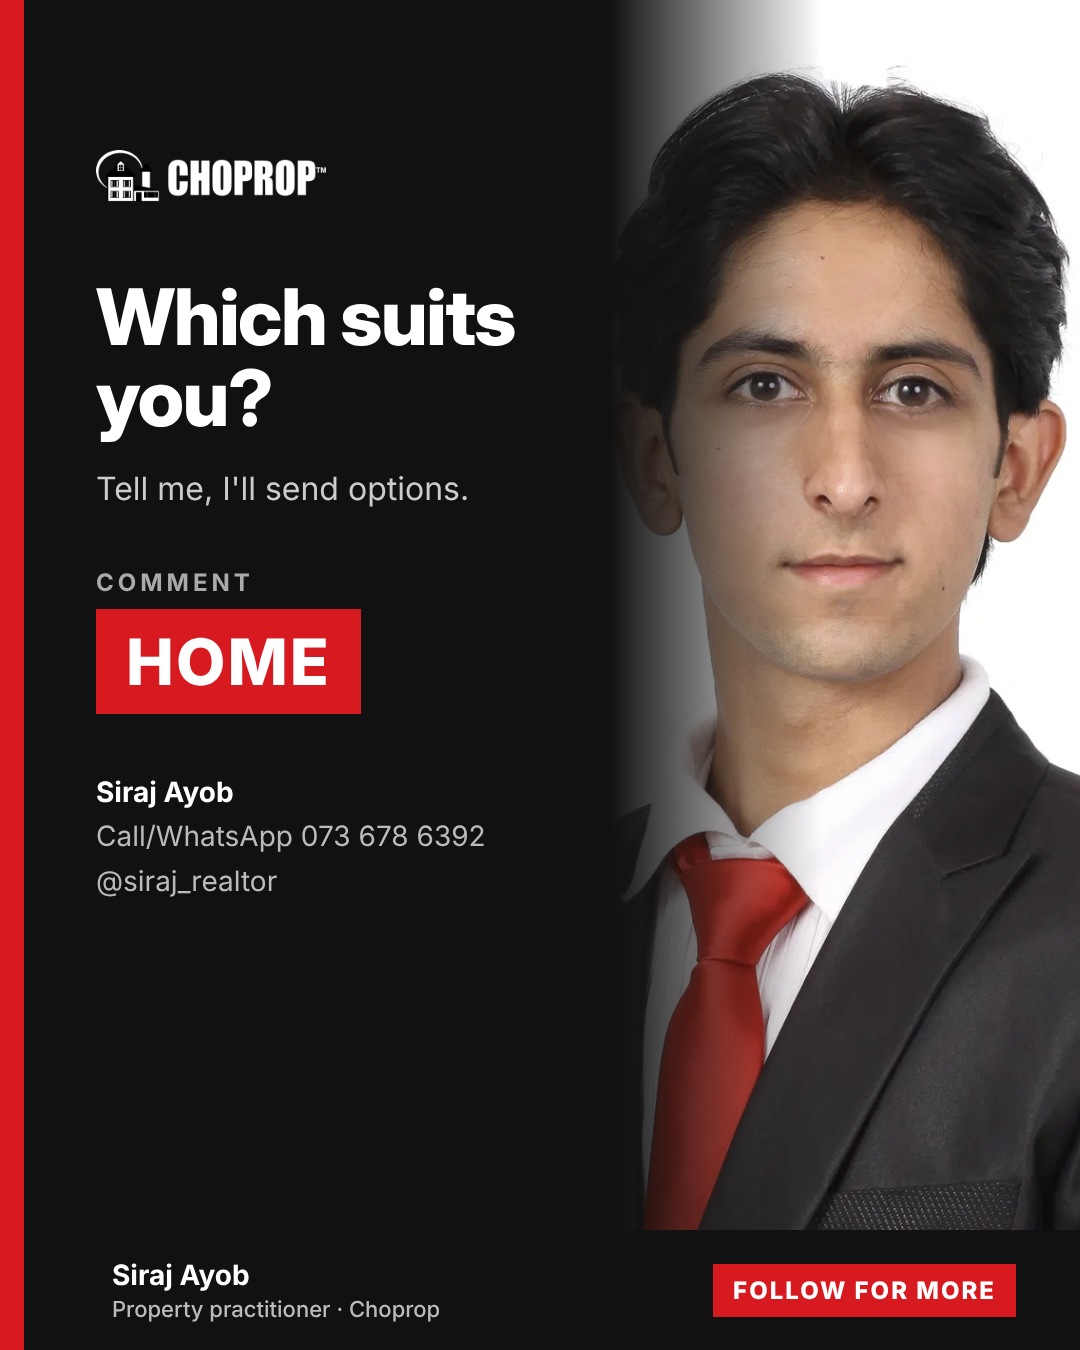 CHOPROP™
Which suits
you?
Tell me, I'll send options.
COMMENT
HOME
Siraj Ayob
Call/WhatsApp 073 678 6392
@siraj_realtor
Siraj Ayob
Property practitioner · Choprop
FOLLOW FOR MORE